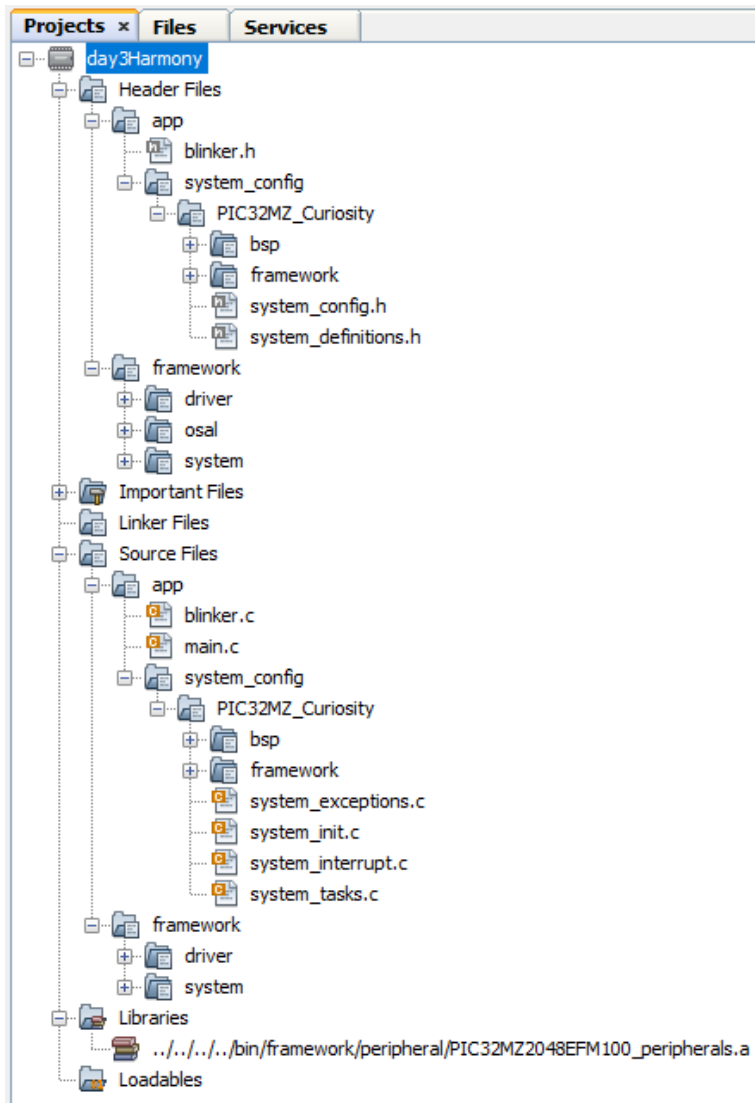 Projects × Files Services
day3Harmony
Header Files
app
blinker.h
system_config
PIC32MZ_Curiosity
bsp
framework
system_config.h
system_definitions.h
framework
driver
osal
system
Important Files
Linker Files
Source Files
app
blinker.c
main.c
system_config
PIC32MZ_Curiosity
bsp
framework
system_exceptions.c
system_init.c
system_interrupt.c
system_tasks.c
framework
driver
system
Libraries
../../../../bin/framework/peripheral/PIC32MZ2048EFM100_peripherals.a
Loadables